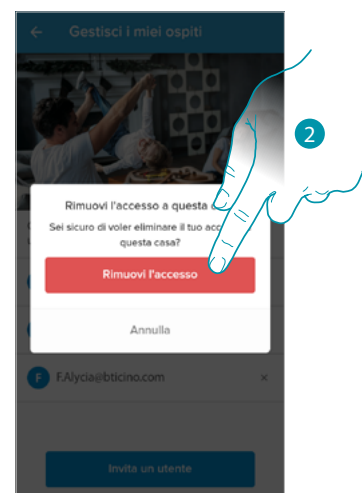 Gestisci i miei ospiti
Rimuovi l'accesso a questa
Sei sicuro di voler eliminare il tuo
questa casa?
Rimuovi l'accesso
2
Annulla
F F.Alycia@bticino.com ×
Invita un utente